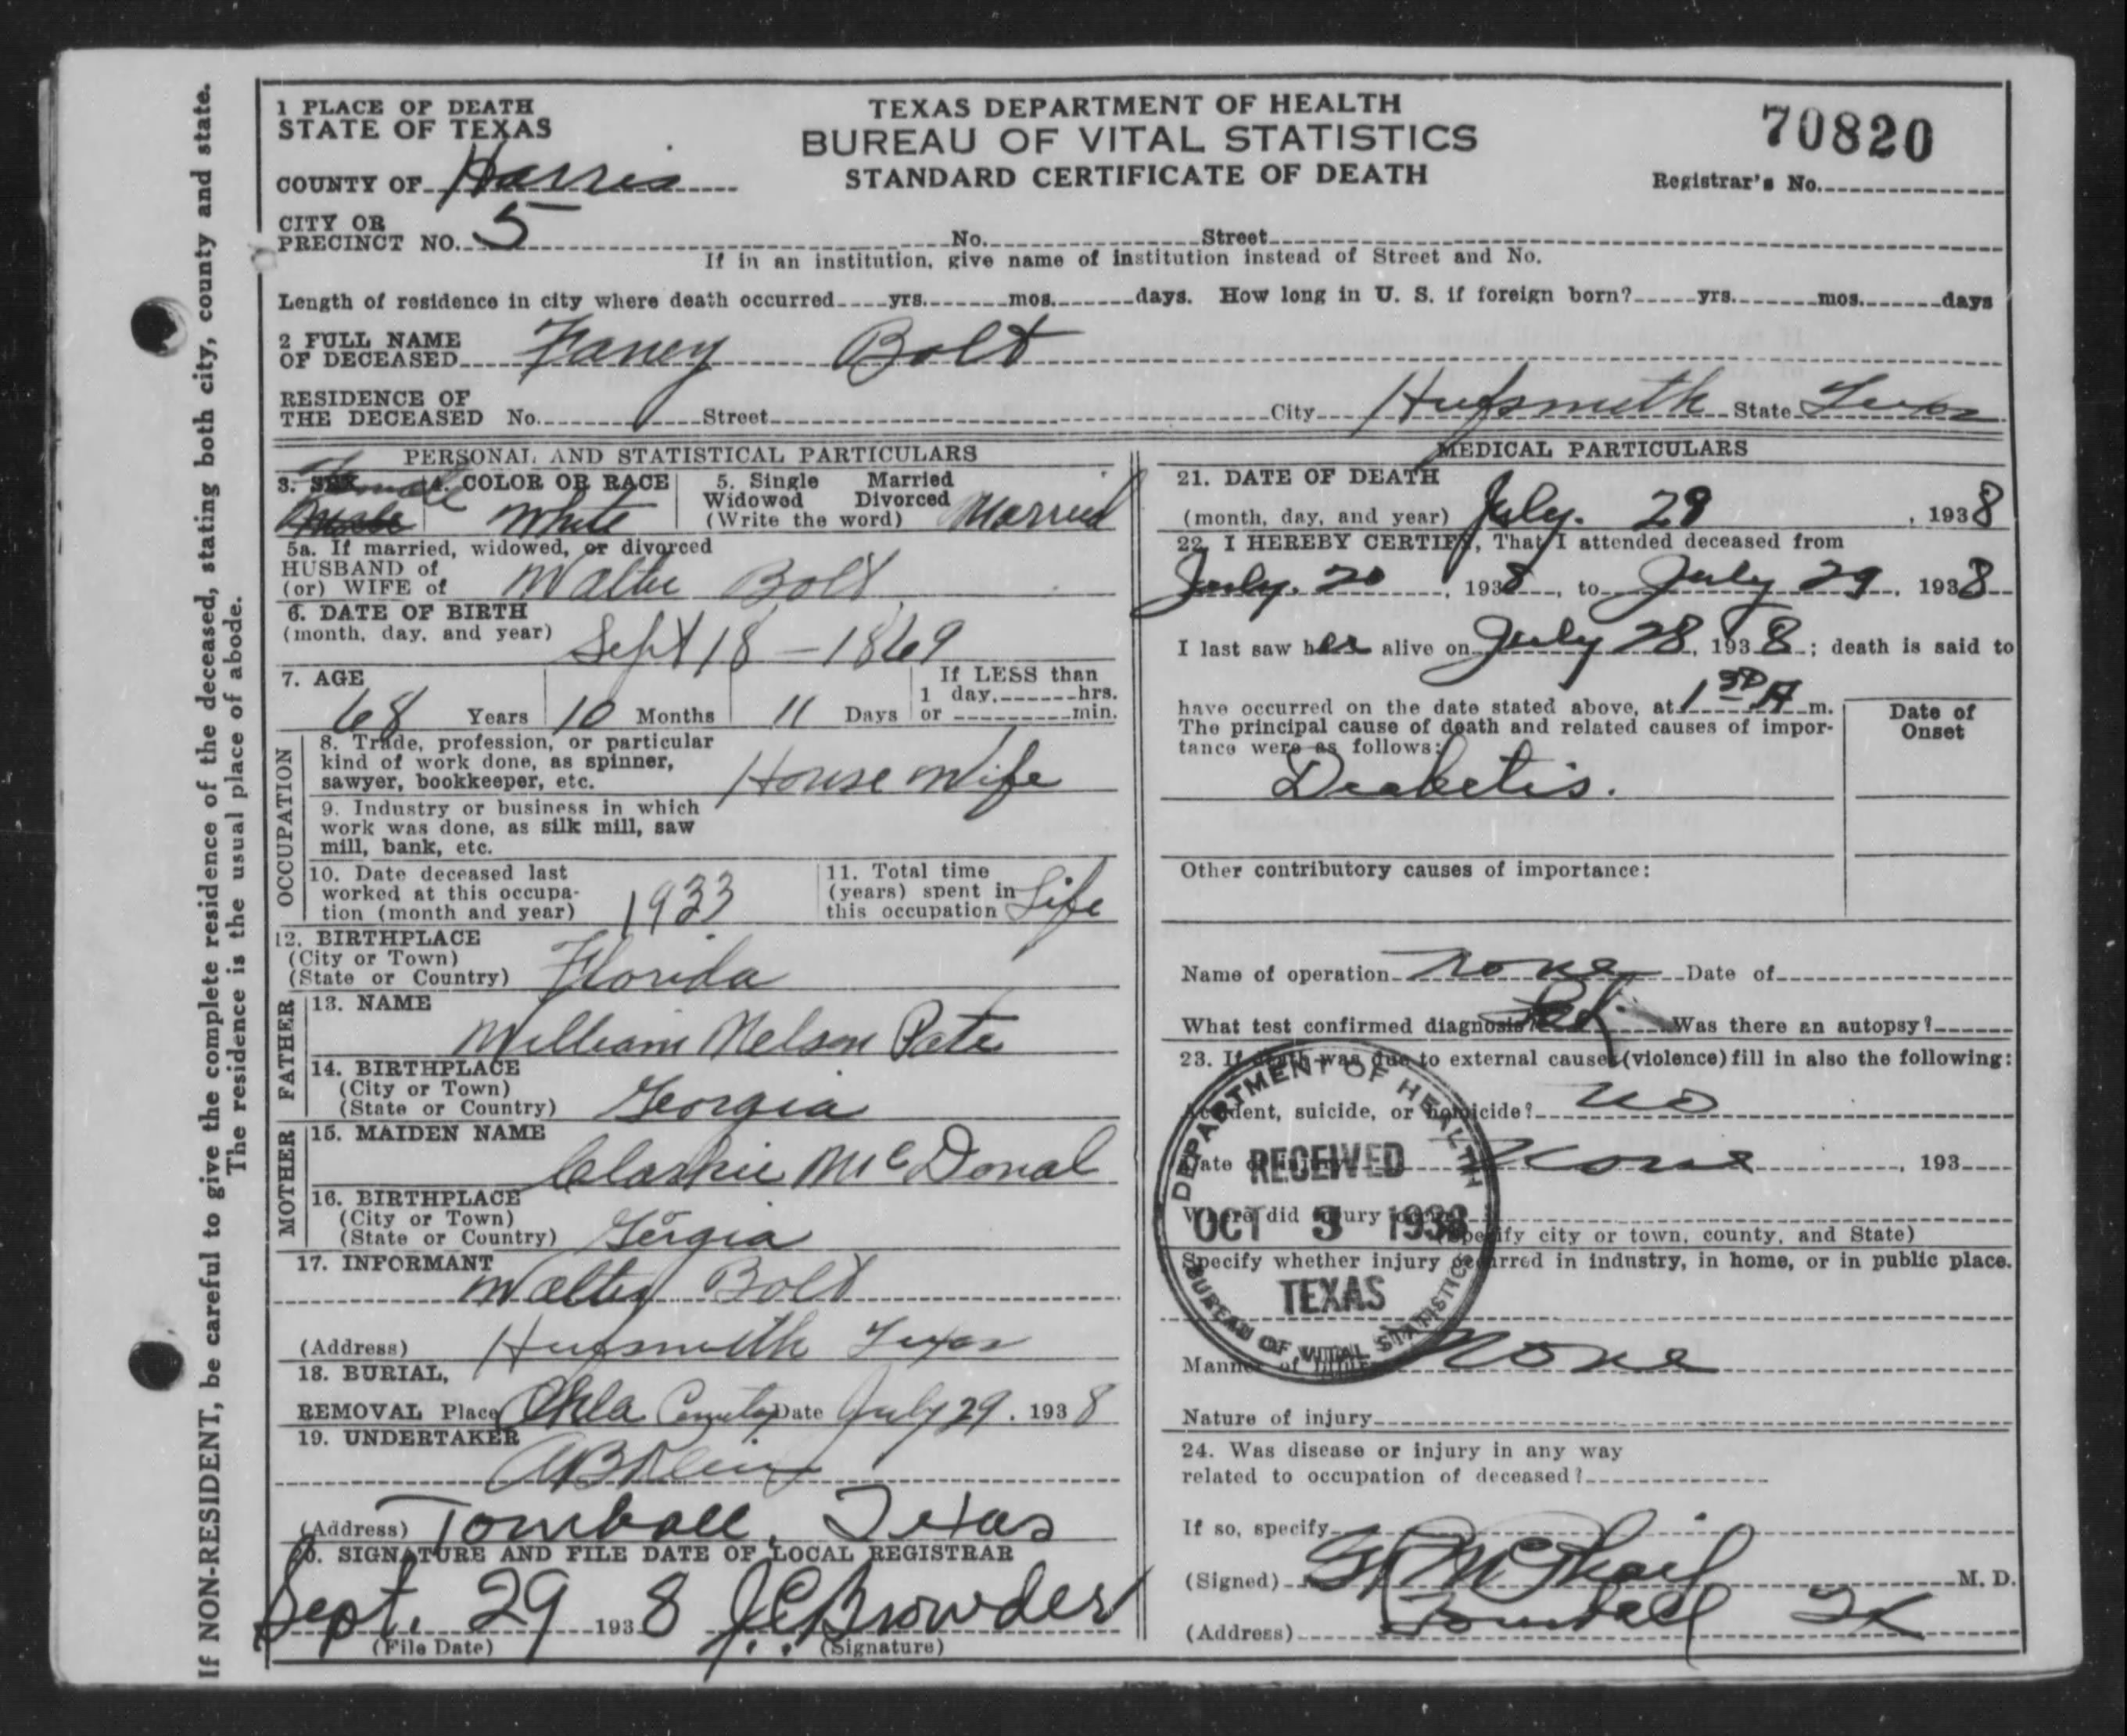 If NON-RESIDENT, be careful to give the complete residence of the deceased, stating both city, county and state.
The residence is the usual place of abode.
1 PLACE OF DEATH
STATE OF TEXAS
COUNTY OF Harris
CITY OR
PRECINCT NO. 5 No. Street
If in an institution, give name of institution instead of Street and No.
TEXAS DEPARTMENT OF HEALTH
BUREAU OF VITAL STATISTICS
STANDARD CERTIFICATE OF DEATH
70820
Registrar's No.
Length of residence in city where death occurred yrs. mos. days. How long in U. S. if foreign born? yrs. mos. days
2 FULL NAME
OF DECEASED Faney Bolt
RESIDENCE OF
THE DECEASED No. Street City Hufsmith State Texas
PERSONAL AND STATISTICAL PARTICULARS
3. SEX Female
Male
4. COLOR OR RACE
White
5. Single Married
Widowed Divorced
(Write the word) Married
5a. If married, widowed, or divorced
HUSBAND of
(or) WIFE of Walter Bolt
6. DATE OF BIRTH
(month, day, and year) Sept 18 - 1869
7. AGE
68 Years 10 Months 11 Days
If LESS than
1 day, hrs.
or min.
OCCUPATION
8. Trade, profession, or particular
kind of work done, as spinner,
sawyer, bookkeeper, etc. House Wife
9. Industry or business in which
work was done, as silk mill, saw
mill, bank, etc.
10. Date deceased last
worked at this occupa-
tion (month and year) 1933
11. Total time
(years) spent in
this occupation Life
12. BIRTHPLACE
(City or Town)
(State or Country) Florida
FATHER
13. NAME
William Nelson Pate
14. BIRTHPLACE
(City or Town)
(State or Country) Georgia
MOTHER
15. MAIDEN NAME
McDonal
16. BIRTHPLACE
(City or Town)
(State or Country) Gergia
17. INFORMANT
Walter Bolt
(Address) Hufsmith Texas
18. BURIAL,
REMOVAL Place Cemetery Date July 29, 1938
19. UNDERTAKER
A B Klein
(Address) Tomball, Texas
20. SIGNATURE AND FILE DATE OF LOCAL REGISTRAR
Sept. 29 1938 J.C. Browder
(File Date) (Signature)
MEDICAL PARTICULARS
21. DATE OF DEATH
(month, day, and year) July. 29, 1938
22. I HEREBY CERTIFY, That I attended deceased from
July. 20, 1938, to July 29, 1938
I last saw her alive on July 28, 1938; death is said to
have occurred on the date stated above, at 1 30 A m.
The principal cause of death and related causes of impor-
tance were as follows:
Date of
Onset
Diabetis.
Other contributory causes of importance:
Name of operation None Date of
What test confirmed diagnosis? Was there an autopsy?
23. If death was due to external causes (violence) fill in also the following:
Accident, suicide, or homicide? No
Date of injury None, 193
Where did injury occur?
(Specify city or town, county, and State)
Specify whether injury occurred in industry, in home, or in public place.
Manner of injury None
Nature of injury
24. Was disease or injury in any way
related to occupation of deceased?
If so, specify
(Signed) McPhail M. D.
(Address) Tomball Tx
DEPARTMENT OF HEALTH
RECEIVED
OCT 3 1938
TEXAS
BUREAU OF VITAL STATISTICS